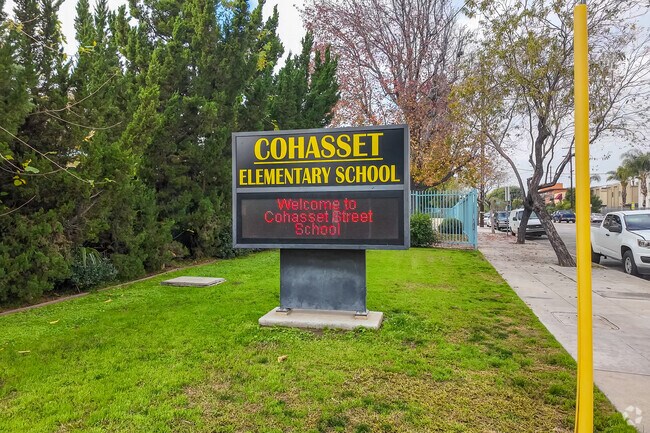 COHASSET
ELEMENTARY SCHOOL
Welcome to
Cohasset Street
School